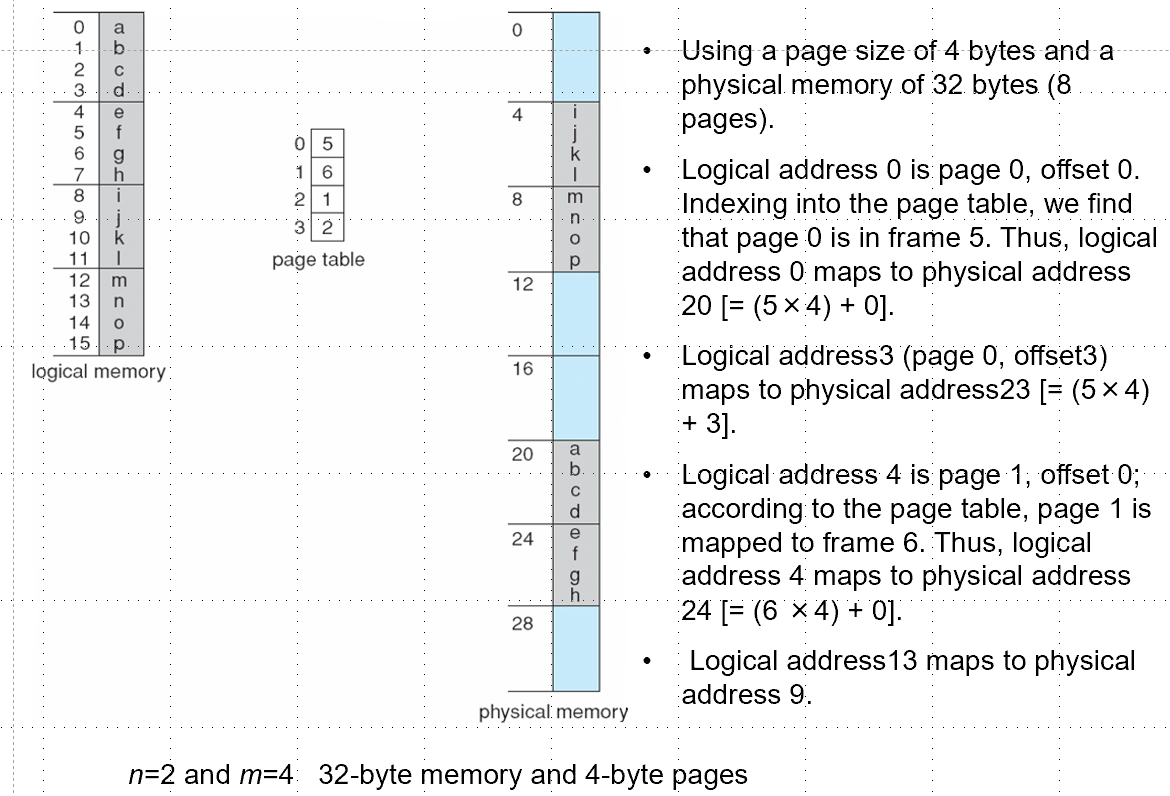 0 a
1 b
2 c
3 d
4 e
5 f
6 g
7 h
8 i
9 j
10 k
11 l
12 m
13 n
14 o
15 p
logical memory
0 5
1 6
2 1
3 2
page table
0
4 i
j
k
l
8 m
n
o
p
12
16
20 a
b
c
d
24 e
f
g
h
28
physical memory
• Using a page size of 4 bytes and a
physical memory of 32 bytes (8
pages).
• Logical address 0 is page 0, offset 0.
Indexing into the page table, we find
that page 0 is in frame 5. Thus, logical
address 0 maps to physical address
20 [= (5 × 4) + 0].
• Logical address3 (page 0, offset3)
maps to physical address23 [= (5 × 4)
+ 3].
• Logical address 4 is page 1, offset 0;
according to the page table, page 1 is
mapped to frame 6. Thus, logical
address 4 maps to physical address
24 [= (6 × 4) + 0].
• Logical address13 maps to physical
address 9.
n=2 and m=4 32-byte memory and 4-byte pages